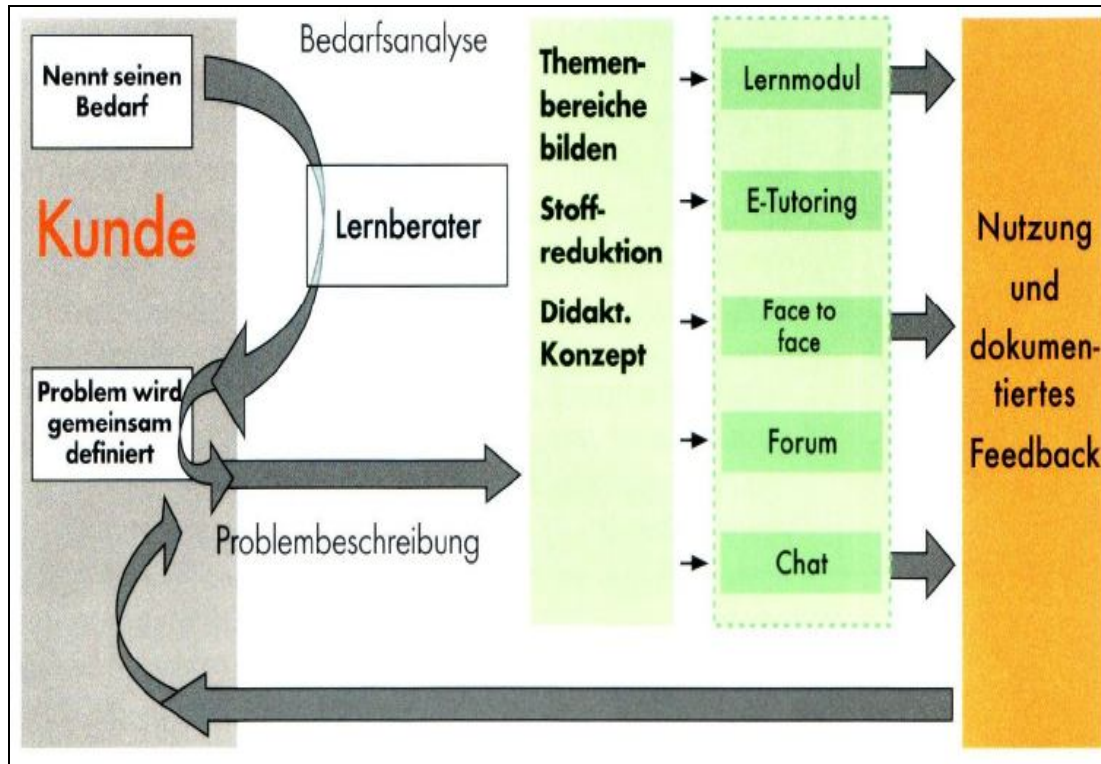 Bedarfsanalyse
Nennt seinen
Bedarf
Kunde
Lernberater
Problem wird
gemeinsam
definiert
Problembeschreibung
Themen-
bereiche
bilden
Stoff-
reduktion
Didakt.
Konzept
Lernmodul
E-Tutoring
Face to
face
Forum
Chat
Nutzung
und
dokumen-
tiertes
Feedback